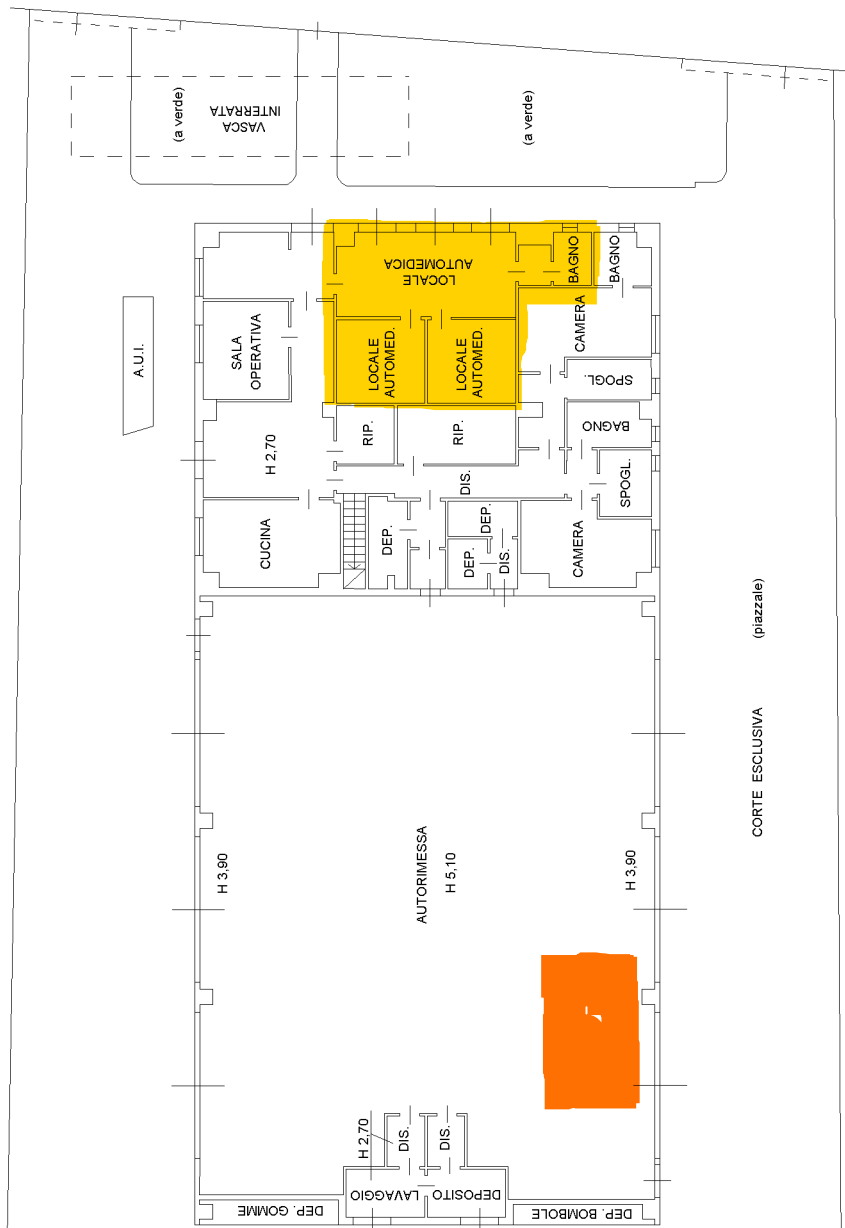 VASCA
INTERRATA
(a verde)
(a verde)
LOCALE
AUTOMEDICA
BAGNO
BAGNO
CAMERA
A.U.I.
SALA
OPERATIVA
LOCALE
AUTOMED.
LOCALE
AUTOMED.
SPOGL.
BAGNO
RIP.
RIP.
H 2,70
DIS.
SPOGL.
CUCINA
DEP.
DEP.
DEP.
DIS.
CAMERA
(piazzale)
CORTE ESCLUSIVA
AUTORIMESSA
H 5,10
H 3,90
H 3,90
H 2,70
DIS.
DIS.
LAVAGGIO
DEPOSITO
DEP. GOMME
DEP. BOMBOLE